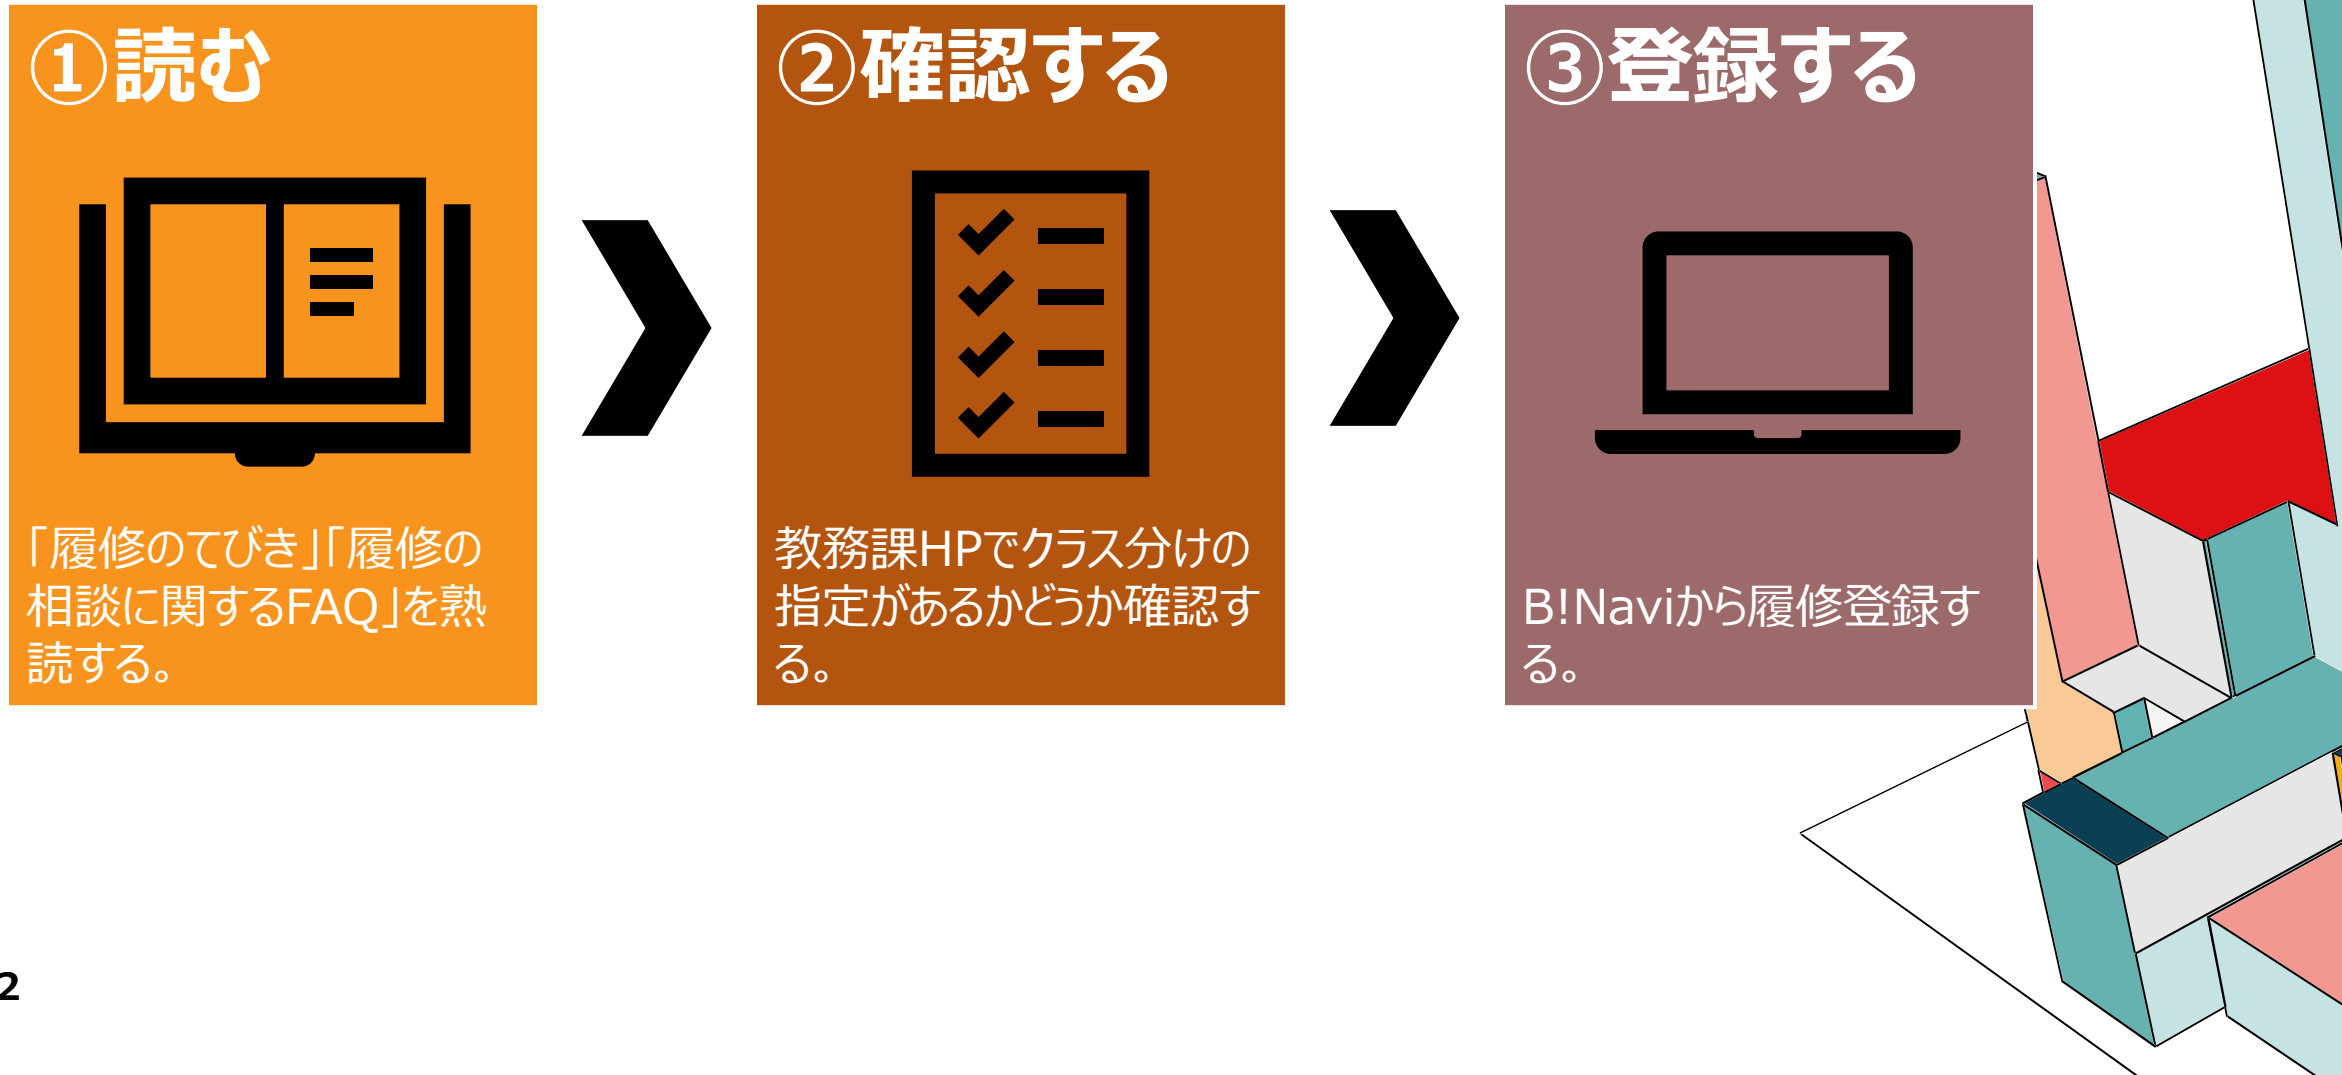 ①読む
「履修のてびき」「履修の
相談に関するFAQ」を熟
読する。
②確認する
教務課HPでクラス分けの
指定があるかどうか確認す
る。
③登録する
B!Naviから履修登録す
る。
2